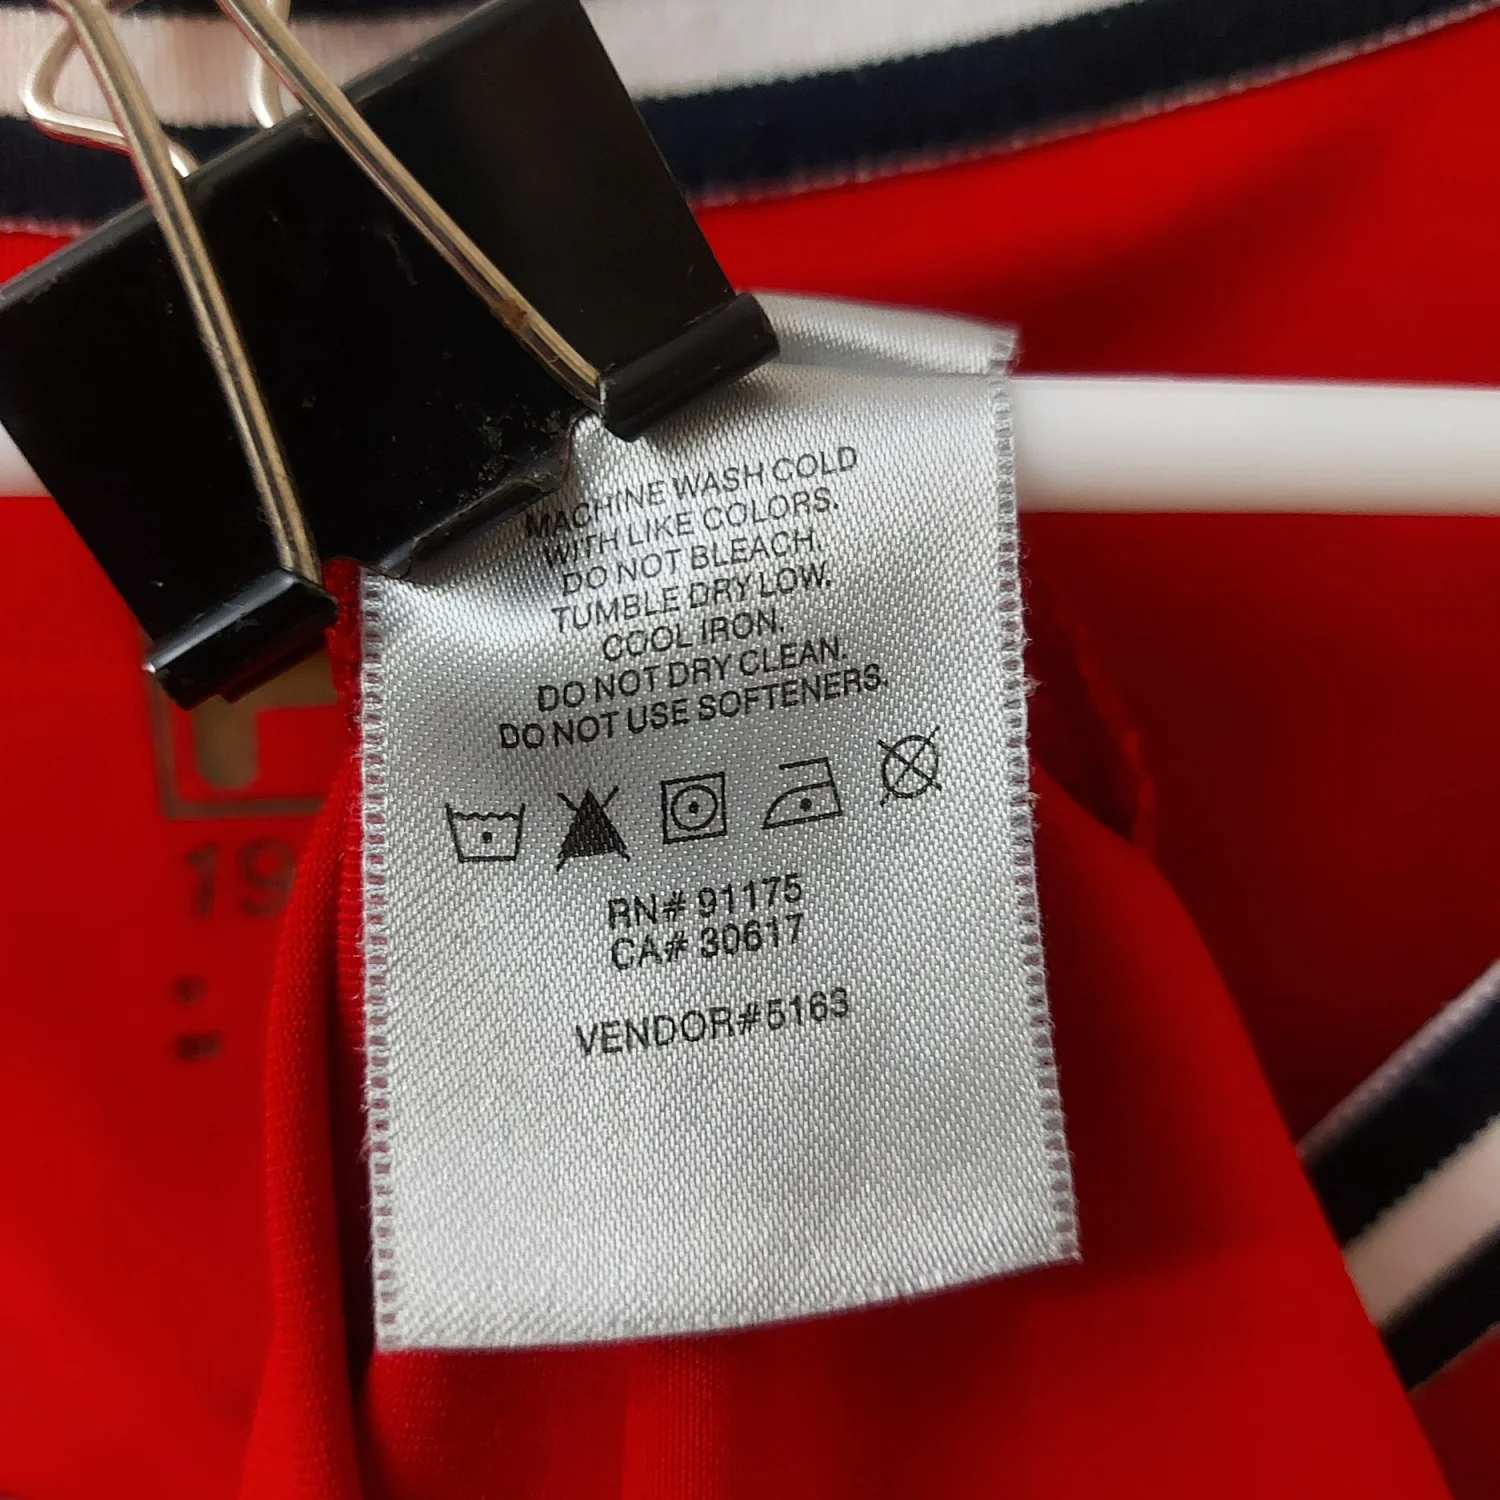 MACHINE WASH COLD
WITH LIKE COLORS.
DO NOT BLEACH.
TUMBLE DRY LOW.
COOL IRON.
DO NOT DRY CLEAN.
DO NOT USE SOFTENERS.
RN# 91175
CA# 30617
VENDOR#5163
19